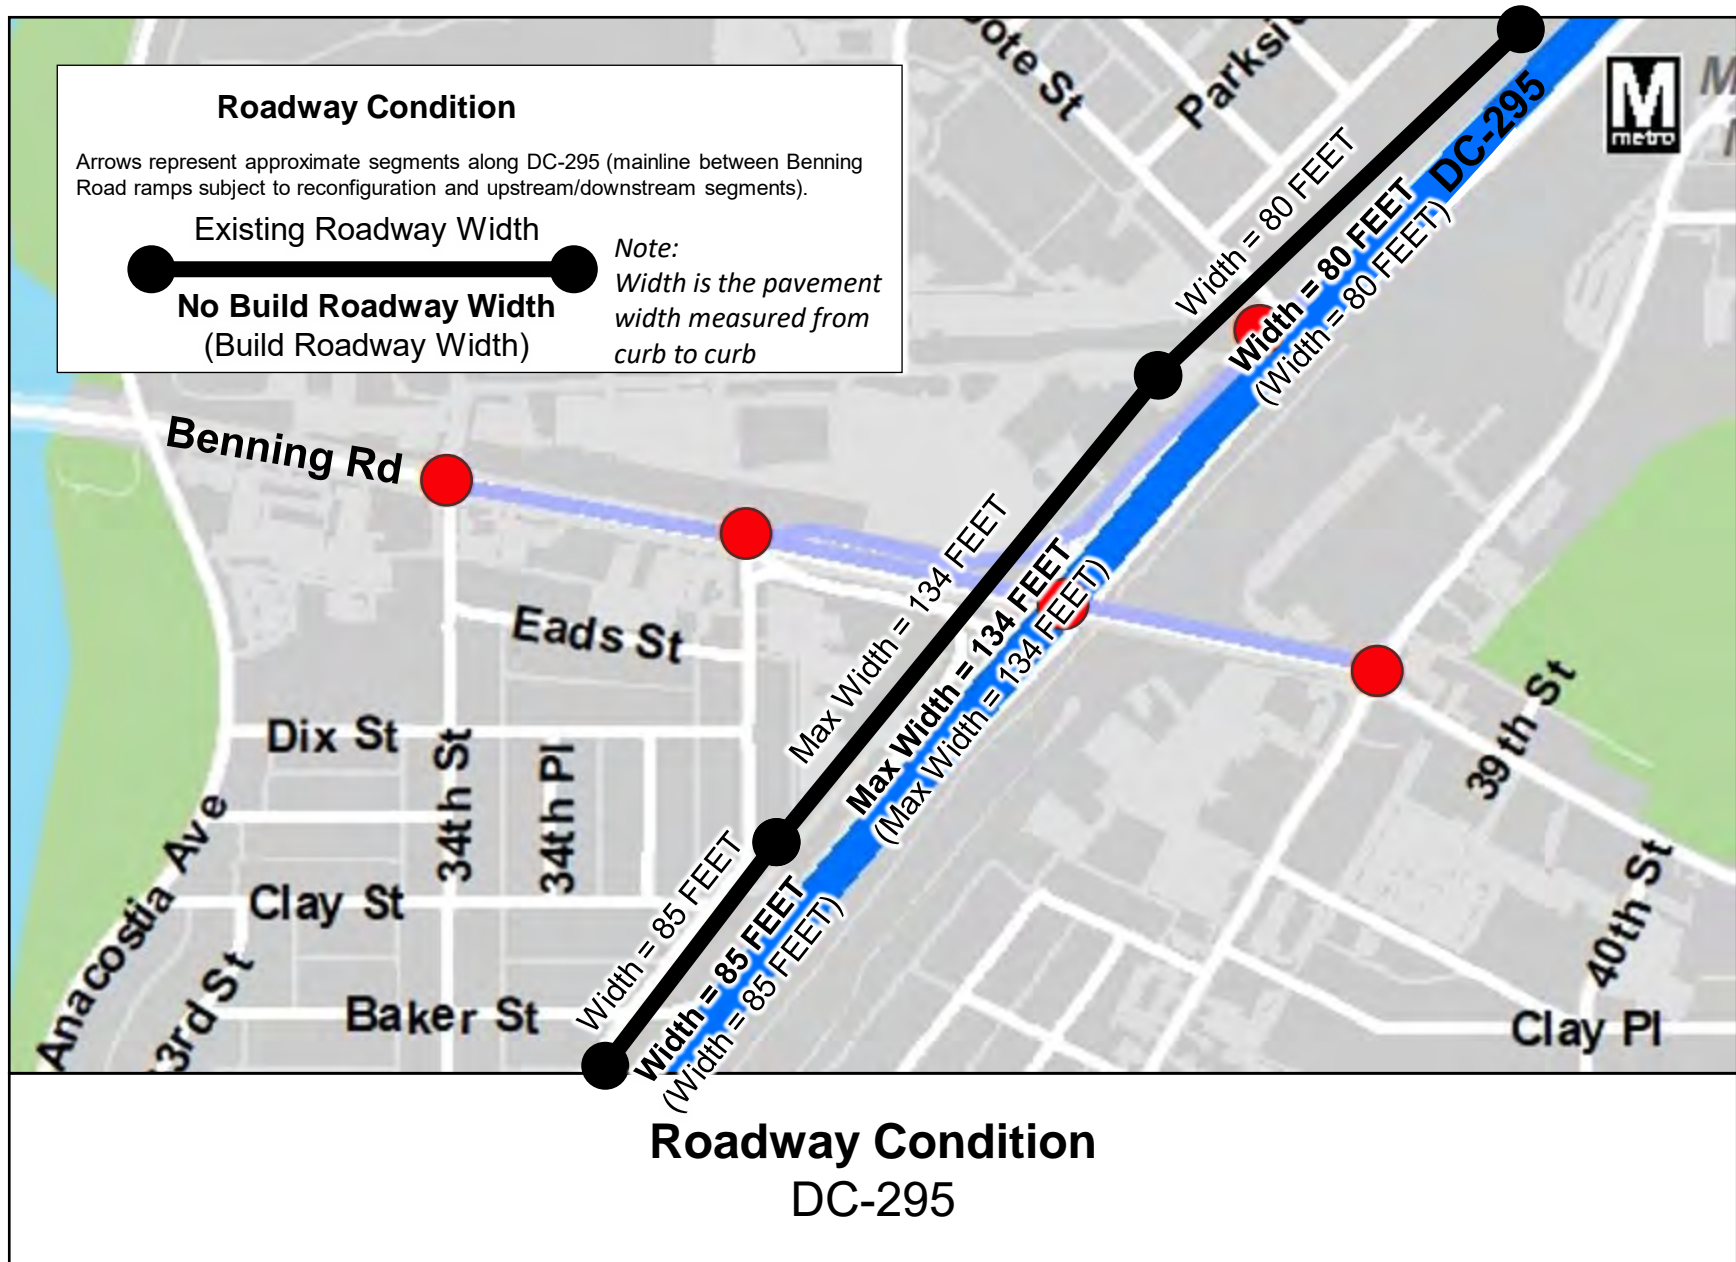 Roadway Condition
Arrows represent approximate segments along DC-295 (mainline between Benning
Road ramps subject to reconfiguration and upstream/downstream segments).
Existing Roadway Width
No Build Roadway Width
(Build Roadway Width)
Note:
Width is the pavement
width measured from
curb to curb
DC-295
M
metro
Width = 80 FEET
Width = 80 FEET
(Width = 80 FEET)
Benning Rd
Max Width = 134 FEET
Max Width = 134 FEET
(Max Width = 134 FEET)
Eads St
Dix St
34th St
34th Pl
39th St
Anacostia Ave
Clay St
Width = 85 FEET
Width = 85 FEET
(Width = 85 FEET)
40th St
3rd St
Baker St
Clay Pl
Roadway Condition
DC-295